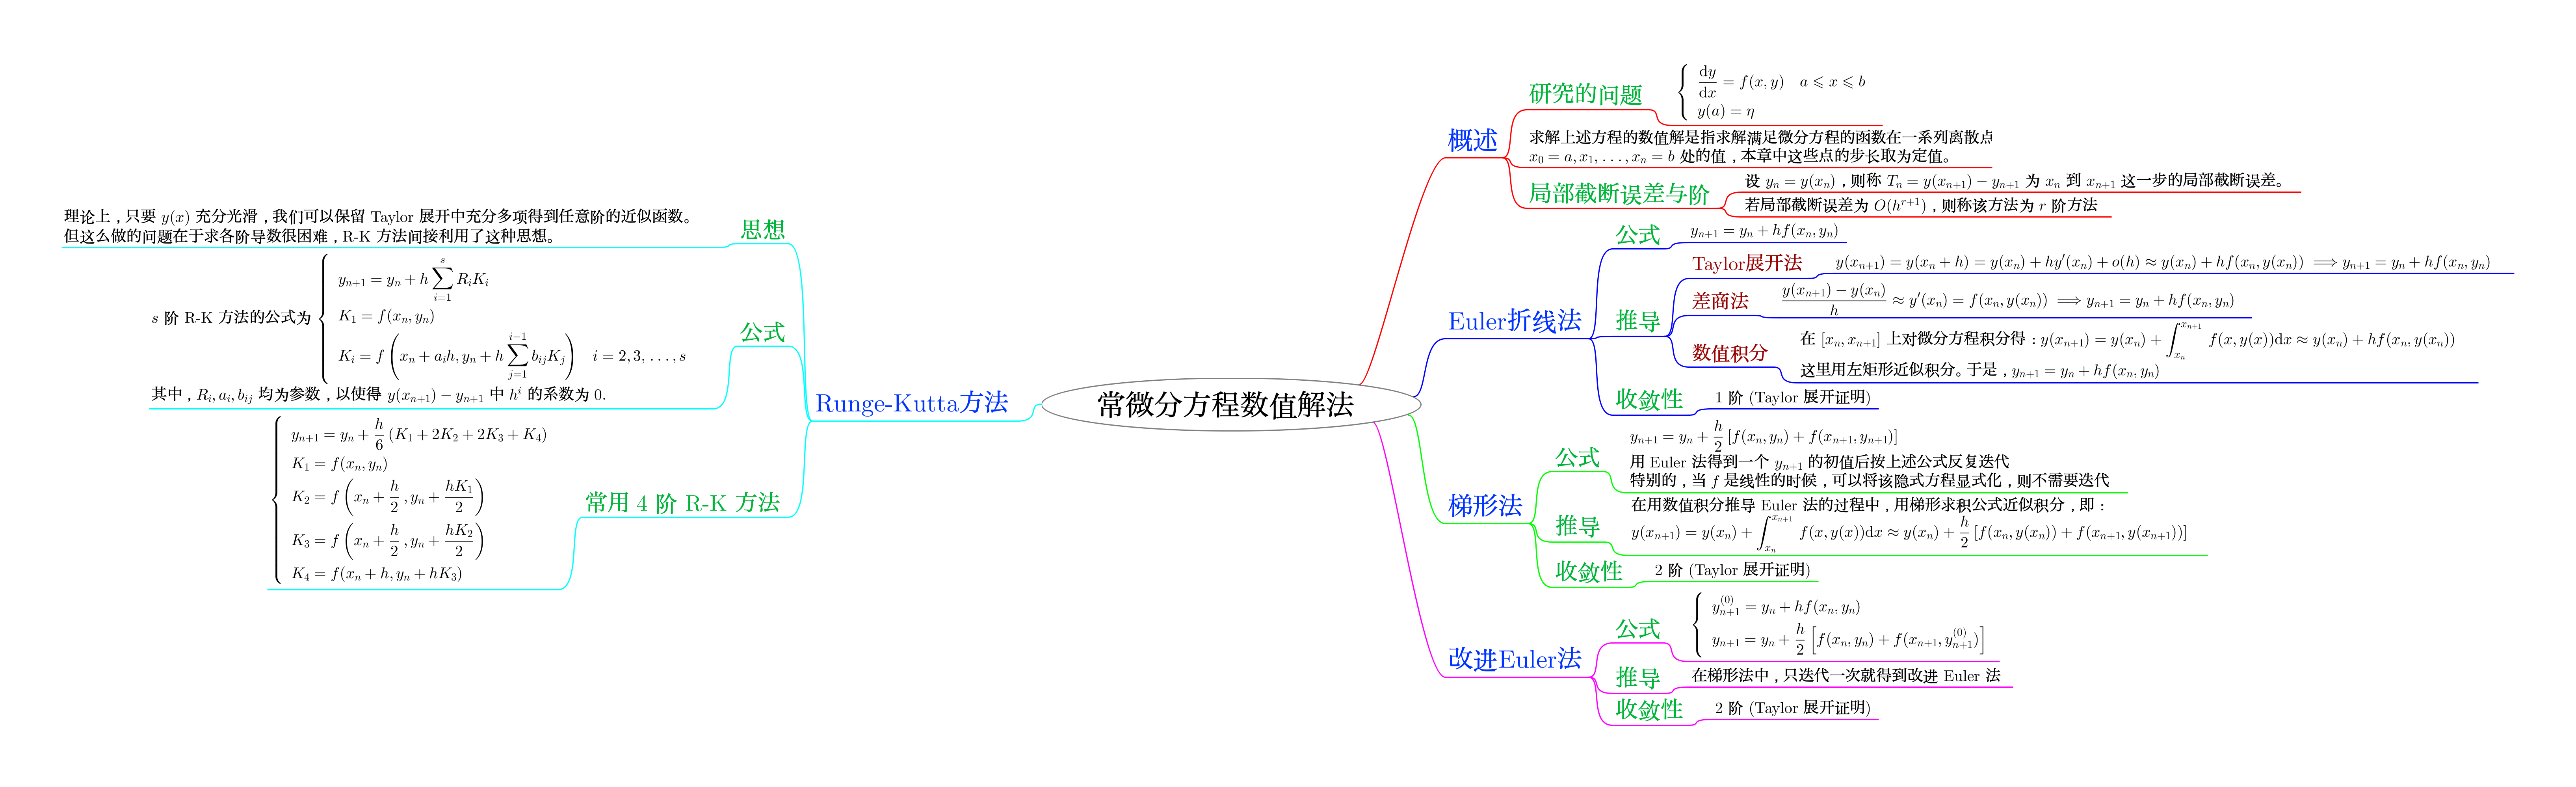 常微分方程数值解法
概述
研究的问题
$\begin{cases} \dfrac{\mathrm{d}y}{\mathrm{d}x} = f(x, y) \quad a \leqslant x \leqslant b \\ y(a) = \eta \end{cases}$
求解上述方程的数值解是指求解满足微分方程的函数在一系列离散点
$x_0 = a, x_1, \ldots, x_n = b$ 处的值，本章中这些点的步长取为定值。
局部截断误差与阶
设 $y_n = y(x_n)$，则称 $T_n = y(x_{n+1}) - y_{n+1}$ 为 $x_n$ 到 $x_{n+1}$ 这一步的局部截断误差。
若局部截断误差为 $O(h^{r+1})$，则称该方法为 $r$ 阶方法
Euler折线法
公式
$y_{n+1} = y_n + hf(x_n, y_n)$
推导
Taylor展开法
$y(x_{n+1}) = y(x_n + h) = y(x_n) + hy'(x_n) + o(h) \approx y(x_n) + hf(x_n, y(x_n)) \implies y_{n+1} = y_n + hf(x_n, y_n)$
差商法
$\dfrac{y(x_{n+1}) - y(x_n)}{h} \approx y'(x_n) = f(x_n, y(x_n)) \implies y_{n+1} = y_n + hf(x_n, y_n)$
数值积分
在 $[x_n, x_{n+1}]$ 上对微分方程积分得：$y(x_{n+1}) = y(x_n) + \int_{x_n}^{x_{n+1}} f(x, y(x))\mathrm{d}x \approx y(x_n) + hf(x_n, y(x_n))$
这里用左矩形近似积分。于是，$y_{n+1} = y_n + hf(x_n, y_n)$
收敛性
1 阶 (Taylor 展开证明)
梯形法
公式
$y_{n+1} = y_n + \dfrac{h}{2}[f(x_n, y_n) + f(x_{n+1}, y_{n+1})]$
用 Euler 法得到一个 $y_{n+1}$ 的初值后按上述公式反复迭代
特别的，当 $f$ 是线性的时候，可以将该隐式方程显式化，则不需要迭代
推导
在用数值积分推导 Euler 法的过程中，用梯形求积公式近似积分，即：
$y(x_{n+1}) = y(x_n) + \int_{x_n}^{x_{n+1}} f(x, y(x))\mathrm{d}x \approx y(x_n) + \dfrac{h}{2}[f(x_n, y(x_n)) + f(x_{n+1}, y(x_{n+1}))]$
收敛性
2 阶 (Taylor 展开证明)
改进Euler法
公式
$\begin{cases} y_{n+1}^{(0)} = y_n + hf(x_n, y_n) \\ y_{n+1} = y_n + \dfrac{h}{2}\left[f(x_n, y_n) + f(x_{n+1}, y_{n+1}^{(0)})\right] \end{cases}$
推导
在梯形法中，只迭代一次就得到改进 Euler 法
收敛性
2 阶 (Taylor 展开证明)
Runge-Kutta方法
思想
理论上，只要 $y(x)$ 充分光滑，我们可以保留 Taylor 展开中充分多项得到任意阶的近似函数。
但这么做的问题在于求各阶导数很困难，R-K 方法间接利用了这种思想。
公式
$s$ 阶 R-K 方法的公式为 $\begin{cases} y_{n+1} = y_n + h\sum_{i=1}^{s} R_i K_i \\ K_1 = f(x_n, y_n) \\ K_i = f\left(x_n + a_i h, y_n + h\sum_{j=1}^{i-1} b_{ij} K_j\right) \quad i = 2, 3, \ldots, s \end{cases}$
其中，$R_i, a_i, b_{ij}$ 均为参数，以使得 $y(x_{n+1}) - y_{n+1}$ 中 $h^i$ 的系数为 0.
常用 4 阶 R-K 方法
$\begin{cases} y_{n+1} = y_n + \dfrac{h}{6}(K_1 + 2K_2 + 2K_3 + K_4) \\ K_1 = f(x_n, y_n) \\ K_2 = f\left(x_n + \dfrac{h}{2}, y_n + \dfrac{hK_1}{2}\right) \\ K_3 = f\left(x_n + \dfrac{h}{2}, y_n + \dfrac{hK_2}{2}\right) \\ K_4 = f(x_n + h, y_n + hK_3) \end{cases}$